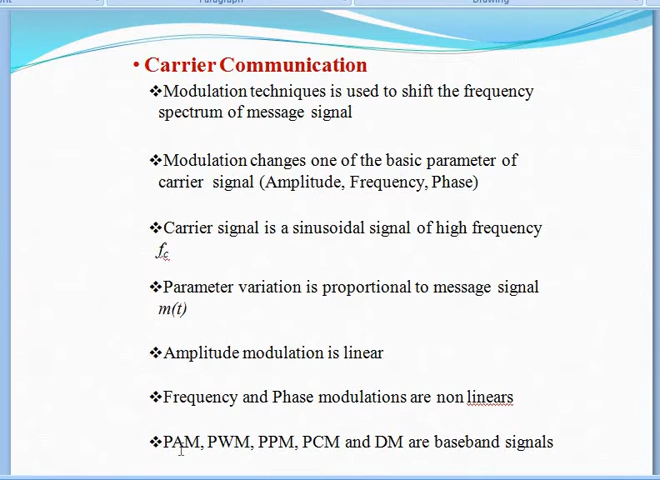 Paragraph
Drawing
• Carrier Communication
❖Modulation techniques is used to shift the frequency
spectrum of message signal
❖Modulation changes one of the basic parameter of
carrier signal (Amplitude, Frequency, Phase)
❖Carrier signal is a sinusoidal signal of high frequency
fc
❖Parameter variation is proportional to message signal
m(t)
❖Amplitude modulation is linear
❖Frequency and Phase modulations are non linears
❖PAM, PWM, PPM, PCM and DM are baseband signals